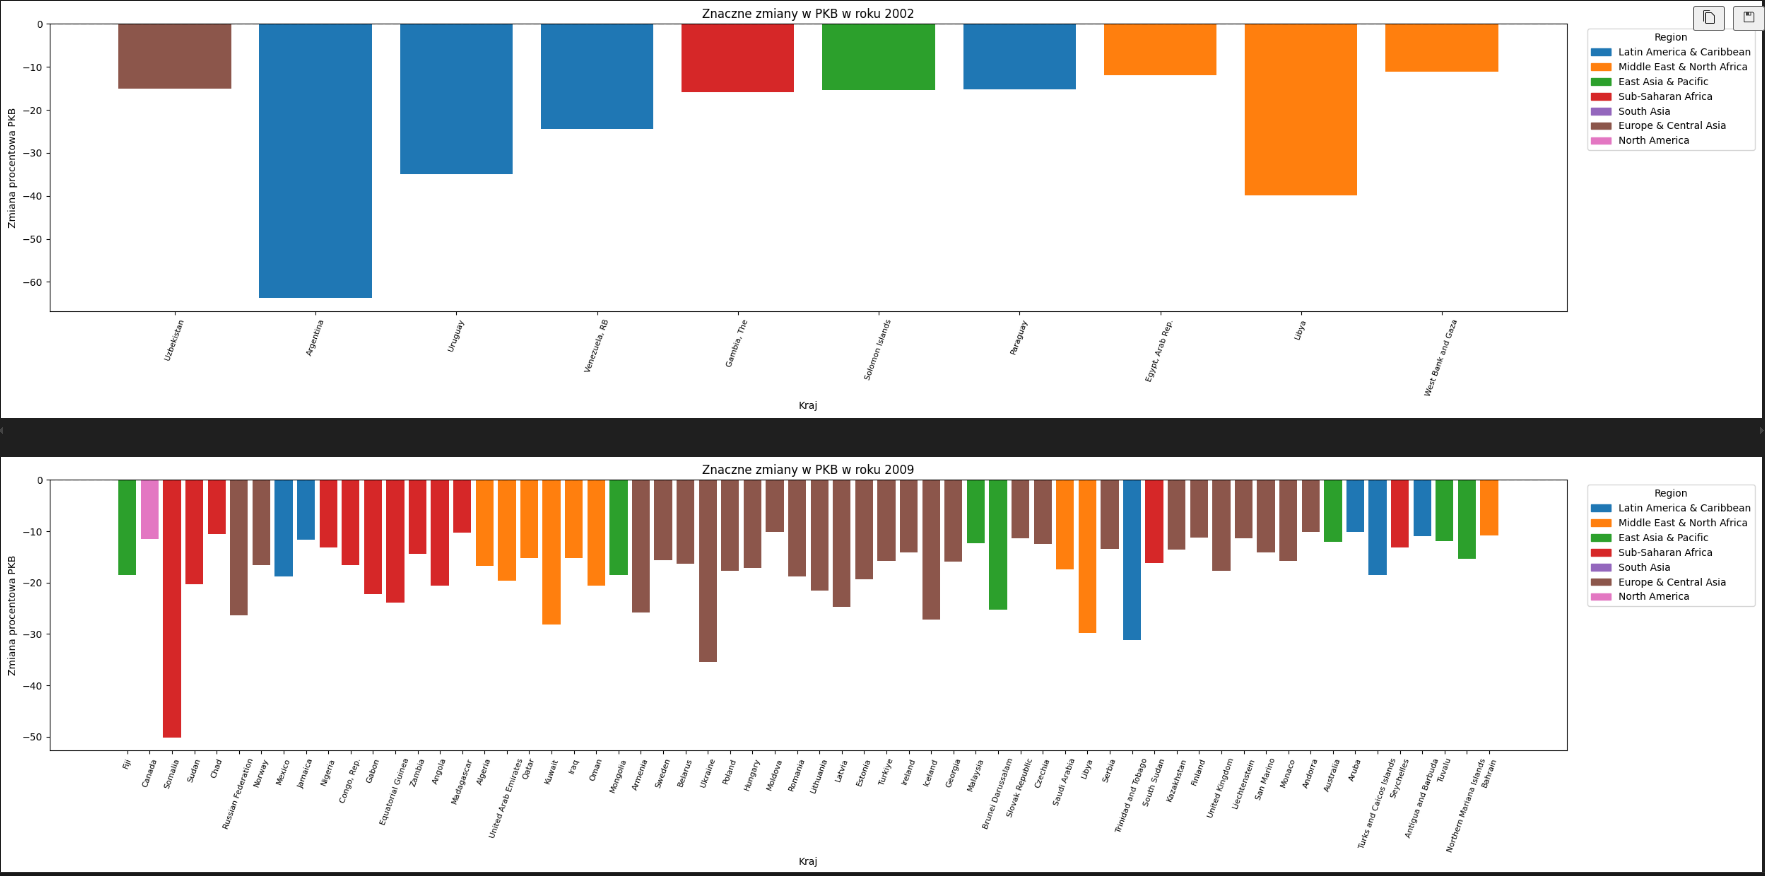 Znaczne zmiany w PKB w roku 2002
Zmiana procentowa PKB
0
−10
−20
−30
−40
−50
−60
Uzbekistan
Argentina
Uruguay
Venezuela, RB
Gambia, The
Solomon Islands
Paraguay
Egypt, Arab Rep.
Libya
West Bank and Gaza
Kraj
Region
Latin America & Caribbean
Middle East & North Africa
East Asia & Pacific
Sub-Saharan Africa
South Asia
Europe & Central Asia
North America
Znaczne zmiany w PKB w roku 2009
Zmiana procentowa PKB
0
−10
−20
−30
−40
−50
Fiji
Canada
Somalia
Sudan
Chad
Russian Federation
Norway
Mexico
Jamaica
Nigeria
Congo, Rep.
Gabon
Equatorial Guinea
Zambia
Angola
Madagascar
Algeria
United Arab Emirates
Qatar
Kuwait
Iraq
Oman
Mongolia
Armenia
Sweden
Belarus
Ukraine
Poland
Hungary
Moldova
Romania
Lithuania
Latvia
Estonia
Turkiye
Ireland
Iceland
Georgia
Malaysia
Brunei Darussalam
Slovak Republic
Czechia
Saudi Arabia
Libya
Serbia
Trinidad and Tobago
South Sudan
Kazakhstan
Finland
United Kingdom
Liechtenstein
San Marino
Monaco
Andorra
Australia
Aruba
Turks and Caicos Islands
Seychelles
Antigua and Barbuda
Tuvalu
Northern Mariana Islands
Bahrain
Kraj
Region
Latin America & Caribbean
Middle East & North Africa
East Asia & Pacific
Sub-Saharan Africa
South Asia
Europe & Central Asia
North America